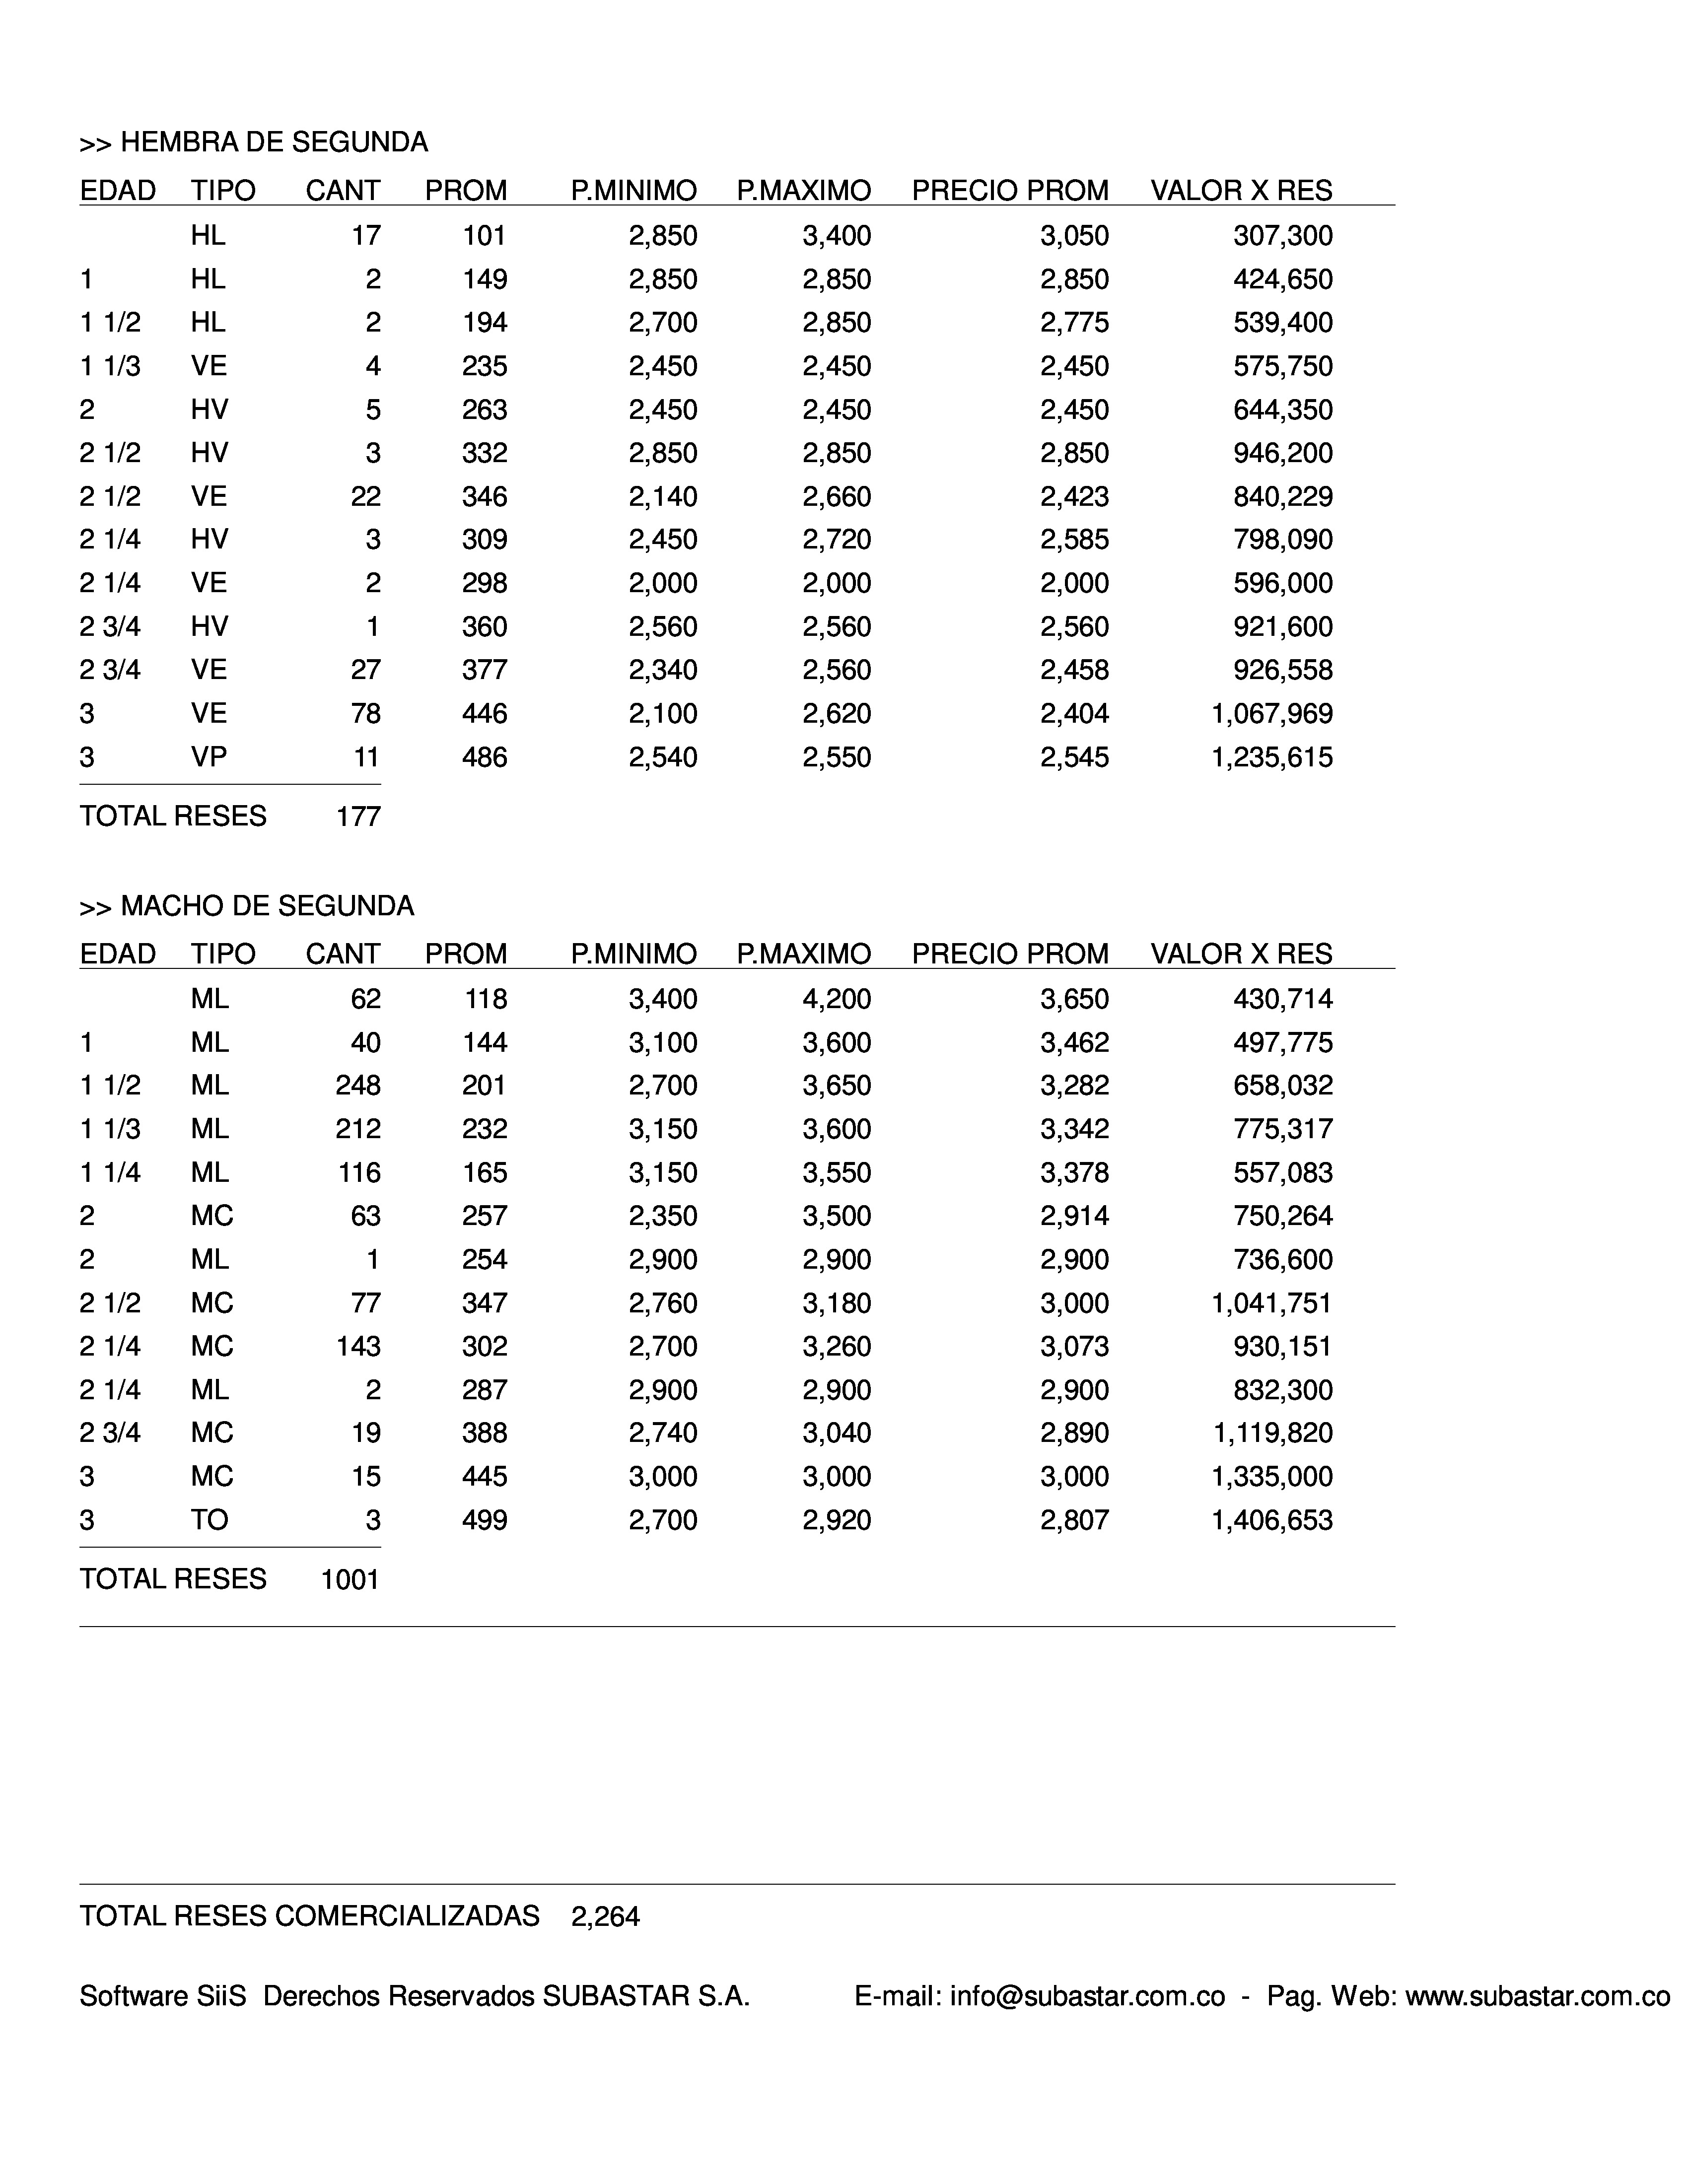 >> HEMBRA DE SEGUNDA
EDAD TIPO CANT PROM P.MINIMO P.MAXIMO PRECIO PROM VALOR X RES
HL 17 101 2,850 3,400 3,050 307,300
1 HL 2 149 2,850 2,850 2,850 424,650
1 1/2 HL 2 194 2,700 2,850 2,775 539,400
1 1/3 VE 4 235 2,450 2,450 2,450 575,750
2 HV 5 263 2,450 2,450 2,450 644,350
2 1/2 HV 3 332 2,850 2,850 2,850 946,200
2 1/2 VE 22 346 2,140 2,660 2,423 840,229
2 1/4 HV 3 309 2,450 2,720 2,585 798,090
2 1/4 VE 2 298 2,000 2,000 2,000 596,000
2 3/4 HV 1 360 2,560 2,560 2,560 921,600
2 3/4 VE 27 377 2,340 2,560 2,458 926,558
3 VE 78 446 2,100 2,620 2,404 1,067,969
3 VP 11 486 2,540 2,550 2,545 1,235,615
TOTAL RESES 177
>> MACHO DE SEGUNDA
EDAD TIPO CANT PROM P.MINIMO P.MAXIMO PRECIO PROM VALOR X RES
ML 62 118 3,400 4,200 3,650 430,714
1 ML 40 144 3,100 3,600 3,462 497,775
1 1/2 ML 248 201 2,700 3,650 3,282 658,032
1 1/3 ML 212 232 3,150 3,600 3,342 775,317
1 1/4 ML 116 165 3,150 3,550 3,378 557,083
2 MC 63 257 2,350 3,500 2,914 750,264
2 ML 1 254 2,900 2,900 2,900 736,600
2 1/2 MC 77 347 2,760 3,180 3,000 1,041,751
2 1/4 MC 143 302 2,700 3,260 3,073 930,151
2 1/4 ML 2 287 2,900 2,900 2,900 832,300
2 3/4 MC 19 388 2,740 3,040 2,890 1,119,820
3 MC 15 445 3,000 3,000 3,000 1,335,000
3 TO 3 499 2,700 2,920 2,807 1,406,653
TOTAL RESES 1001
TOTAL RESES COMERCIALIZADAS 2,264
Software SiiS Derechos Reservados SUBASTAR S.A. E-mail: info@subastar.com.co - Pag. Web: www.subastar.com.co